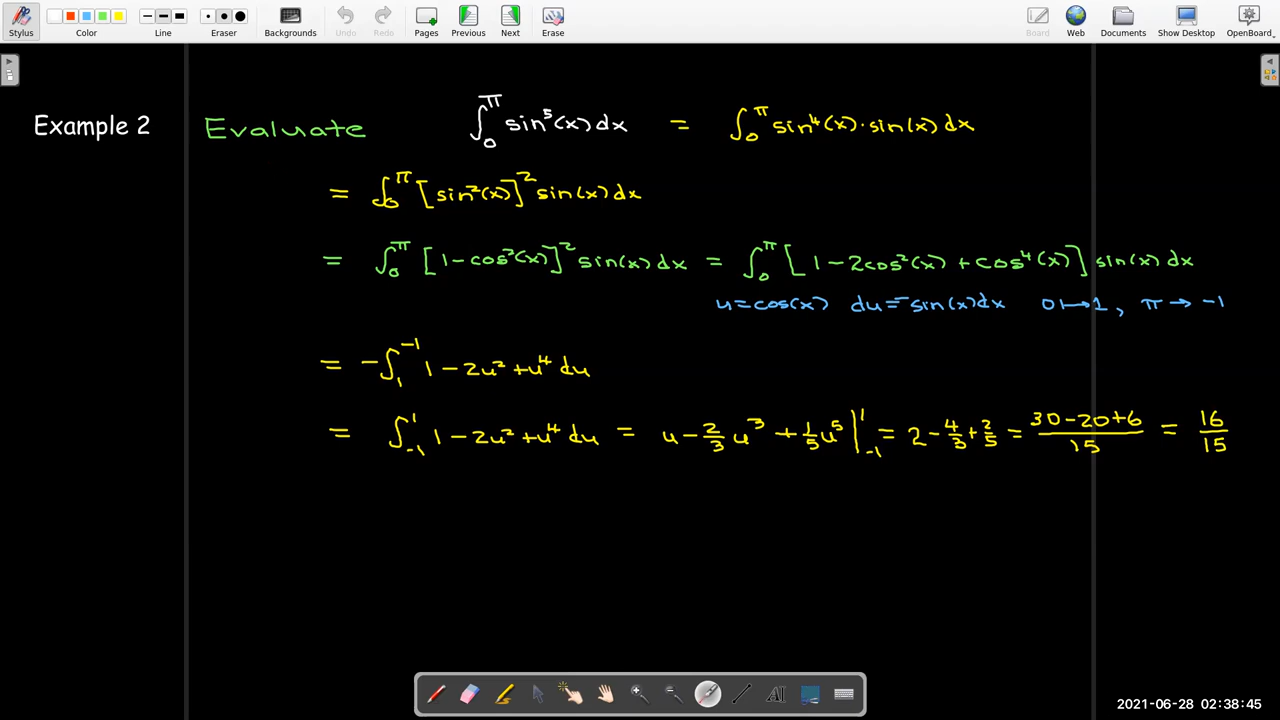 Stylus Color Line Eraser Backgrounds Undo Redo Pages Previous Next Erase Board Web Documents Show Desktop OpenBoard
Example 2 Evaluate ∫₀^π sin⁵(x)dx = ∫₀^π sin⁴(x)·sin(x)dx
= ∫₀^π [sin²(x)]² sin(x)dx
= ∫₀^π [1-cos²(x)]² sin(x)dx = ∫₀^π [1-2cos²(x)+cos⁴(x)] sin(x)dx
u=cos(x) du=-sin(x)dx 0↦1, π→-1
= -∫₁^-1 1-2u²+u⁴ du
= ∫₋₁^1 1-2u²+u⁴ du = u-2/3u³+1/5u⁵|₋₁^1 = 2-4/3+2/5 = (30-20+6)/15 = 16/15
AI
2021-06-28 02:38:45